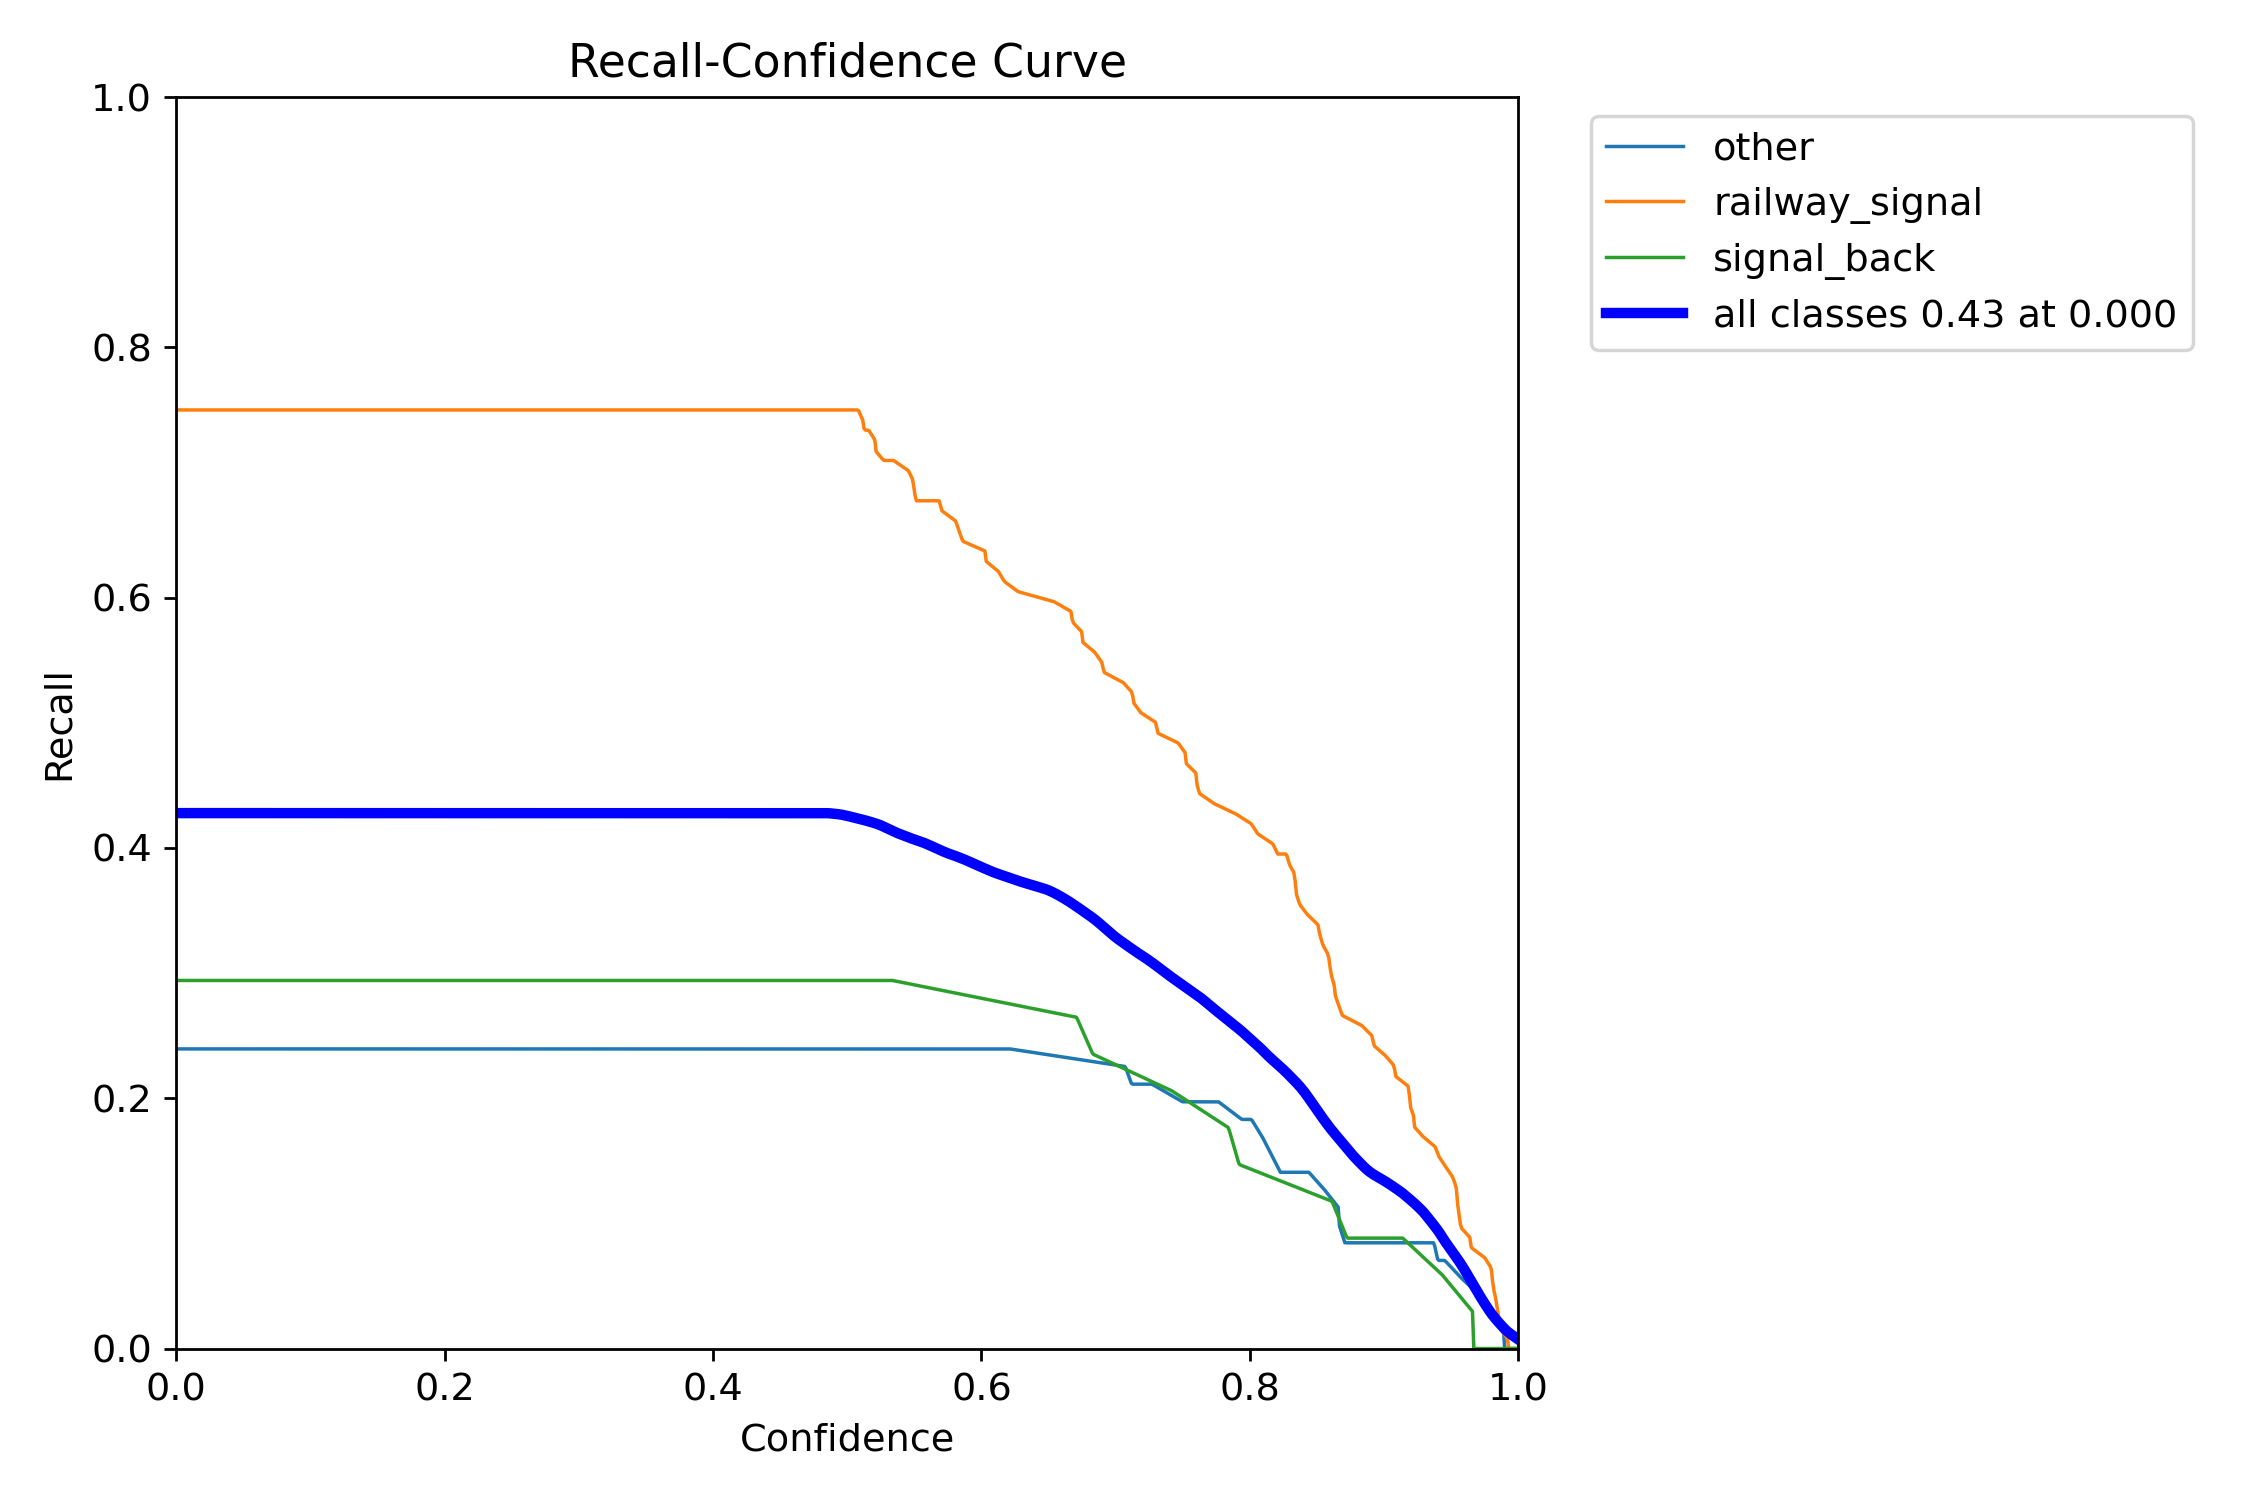 Recall-Confidence Curve
1.0
0.8
0.6
0.4
0.2
0.0
Recall
0.0 0.2 0.4 0.6 0.8 1.0
Confidence
other
railway_signal
signal_back
all classes 0.43 at 0.000